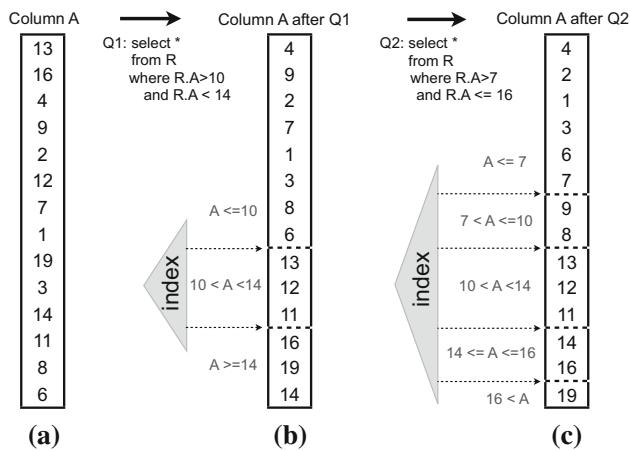 Column A
13
16
4
9
2
12
7
1
19
3
14
11
8
6
(a)
Q1: select *
from R
where R.A>10
and R.A < 14
Column A after Q1
4
9
2
7
1
3
8
6
13
12
11
16
19
14
index
A <=10
10 < A <14
A >=14
(b)
Q2: select *
from R
where R.A>7
and R.A <= 16
Column A after Q2
4
2
1
3
6
7
9
8
13
12
11
14
16
19
index
A <= 7
7 < A <=10
10 < A <14
14 <= A <=16
16 < A
(c)